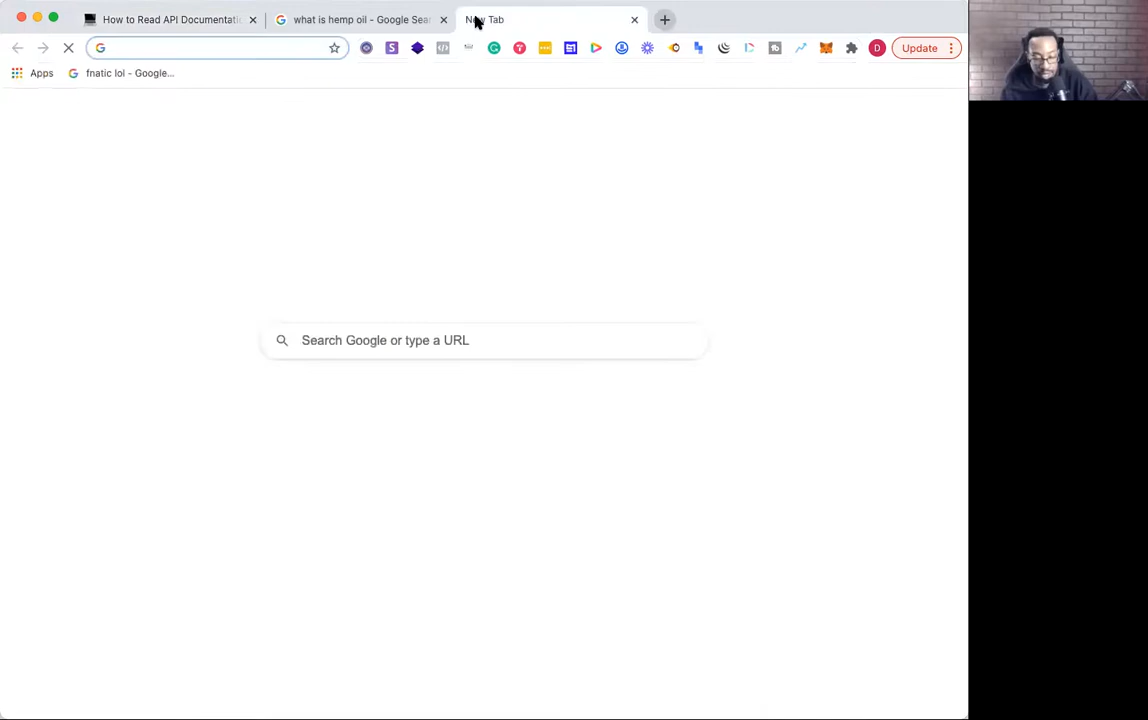 How to Read API Documentatio
what is hemp oil - Google Sear
New Tab
Update
Apps
fnatic lol - Google...
D
Search Google or type a URL